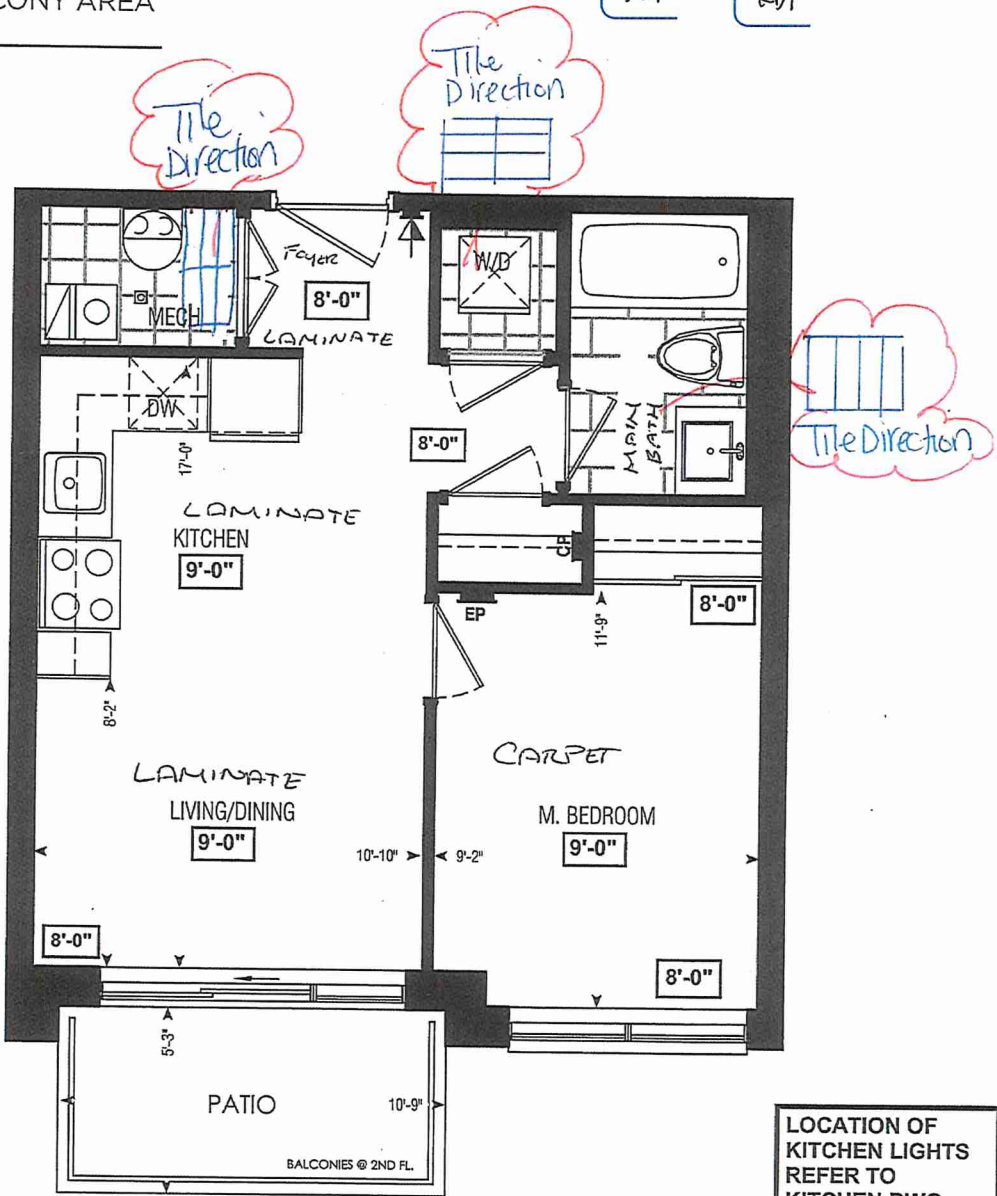 CONY AREA
Tile
Direction
Tile
Direction
FOYER
8'-0"
LAMINATE
MECH
W/D
DW
17'-0"
8'-0"
MAIN
BATH
Tile Direction
LAMINATE
KITCHEN
9'-0"
CP
EP
8'-0"
11'-9"
8'-2"
LAMINATE
LIVING/DINING
9'-0"
CARPET
M. BEDROOM
9'-0"
10'-10"
9'-2"
8'-0"
8'-0"
5'-3"
PATIO
10'-9"
BALCONIES @ 2ND FL.
LOCATION OF
KITCHEN LIGHTS
REFER TO
KITCHEN DWG